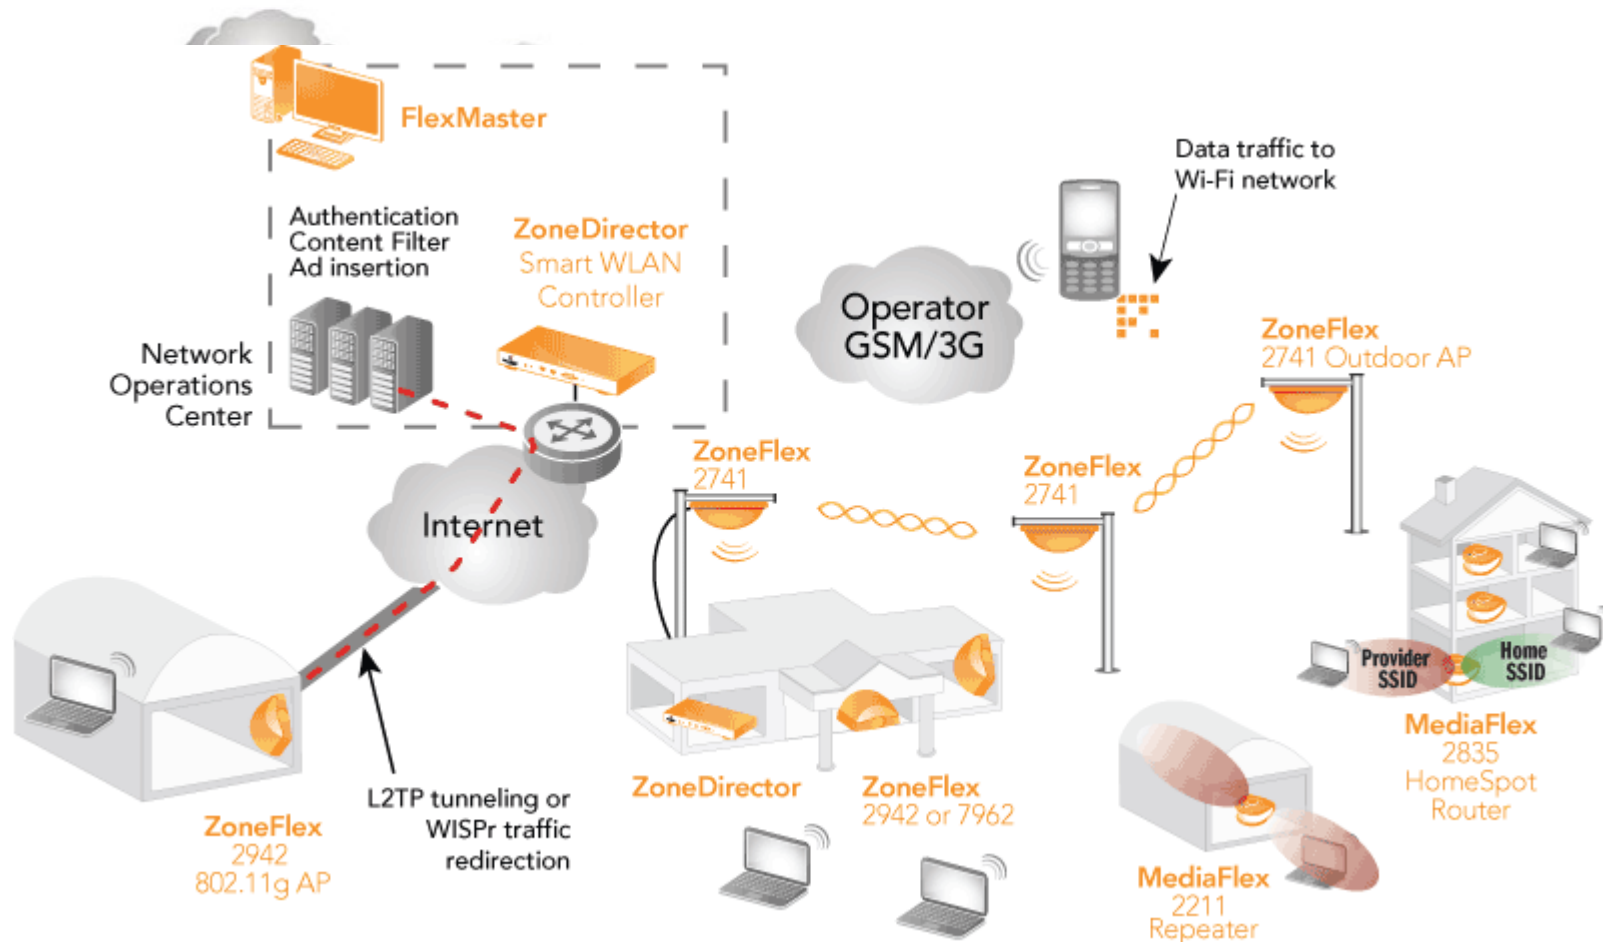 FlexMaster
Authentication
Content Filter
Ad insertion
ZoneDirector
Smart WLAN
Controller
Network
Operations
Center
Internet
Data traffic to
Wi-Fi network
Operator
GSM/3G
ZoneFlex
2741 Outdoor AP
ZoneFlex
2741
ZoneFlex
2741
Provider
SSID
Home
SSID
MediaFlex
2835
HomeSpot
Router
ZoneDirector
ZoneFlex
2942 or 7962
L2TP tunneling or
WISPr traffic
redirection
ZoneFlex
2942
802.11g AP
MediaFlex
2211
Repeater